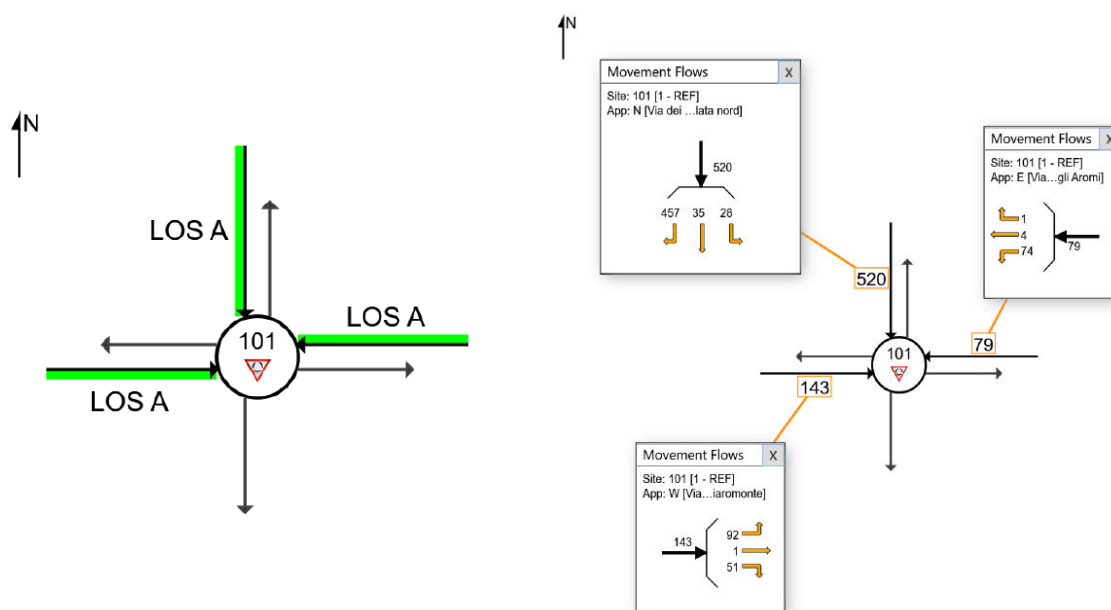 N
LOS A
LOS A
101
LOS A
N
Movement Flows X
Site: 101 [1 - REF]
App: N [Via dei ...lata nord]
520
457 35 28
520
Movement Flows X
Site: 101 [1 - REF]
App: E [Via...gli Aromi]
1
4
74
79
79
101
143
Movement Flows X
Site: 101 [1 - REF]
App: W [Via...iaromonte]
143
92
1
51